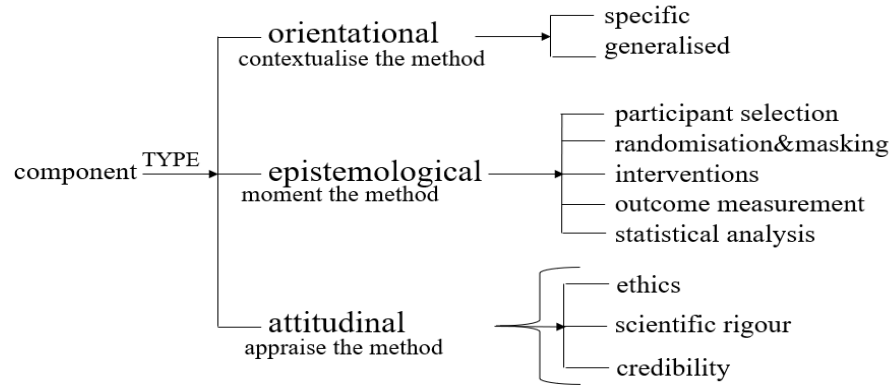 component
TYPE
orientational
contextualise the method
specific
generalised
epistemological
moment the method
participant selection
randomisation&masking
interventions
outcome measurement
statistical analysis
attitudinal
appraise the method
ethics
scientific rigour
credibility